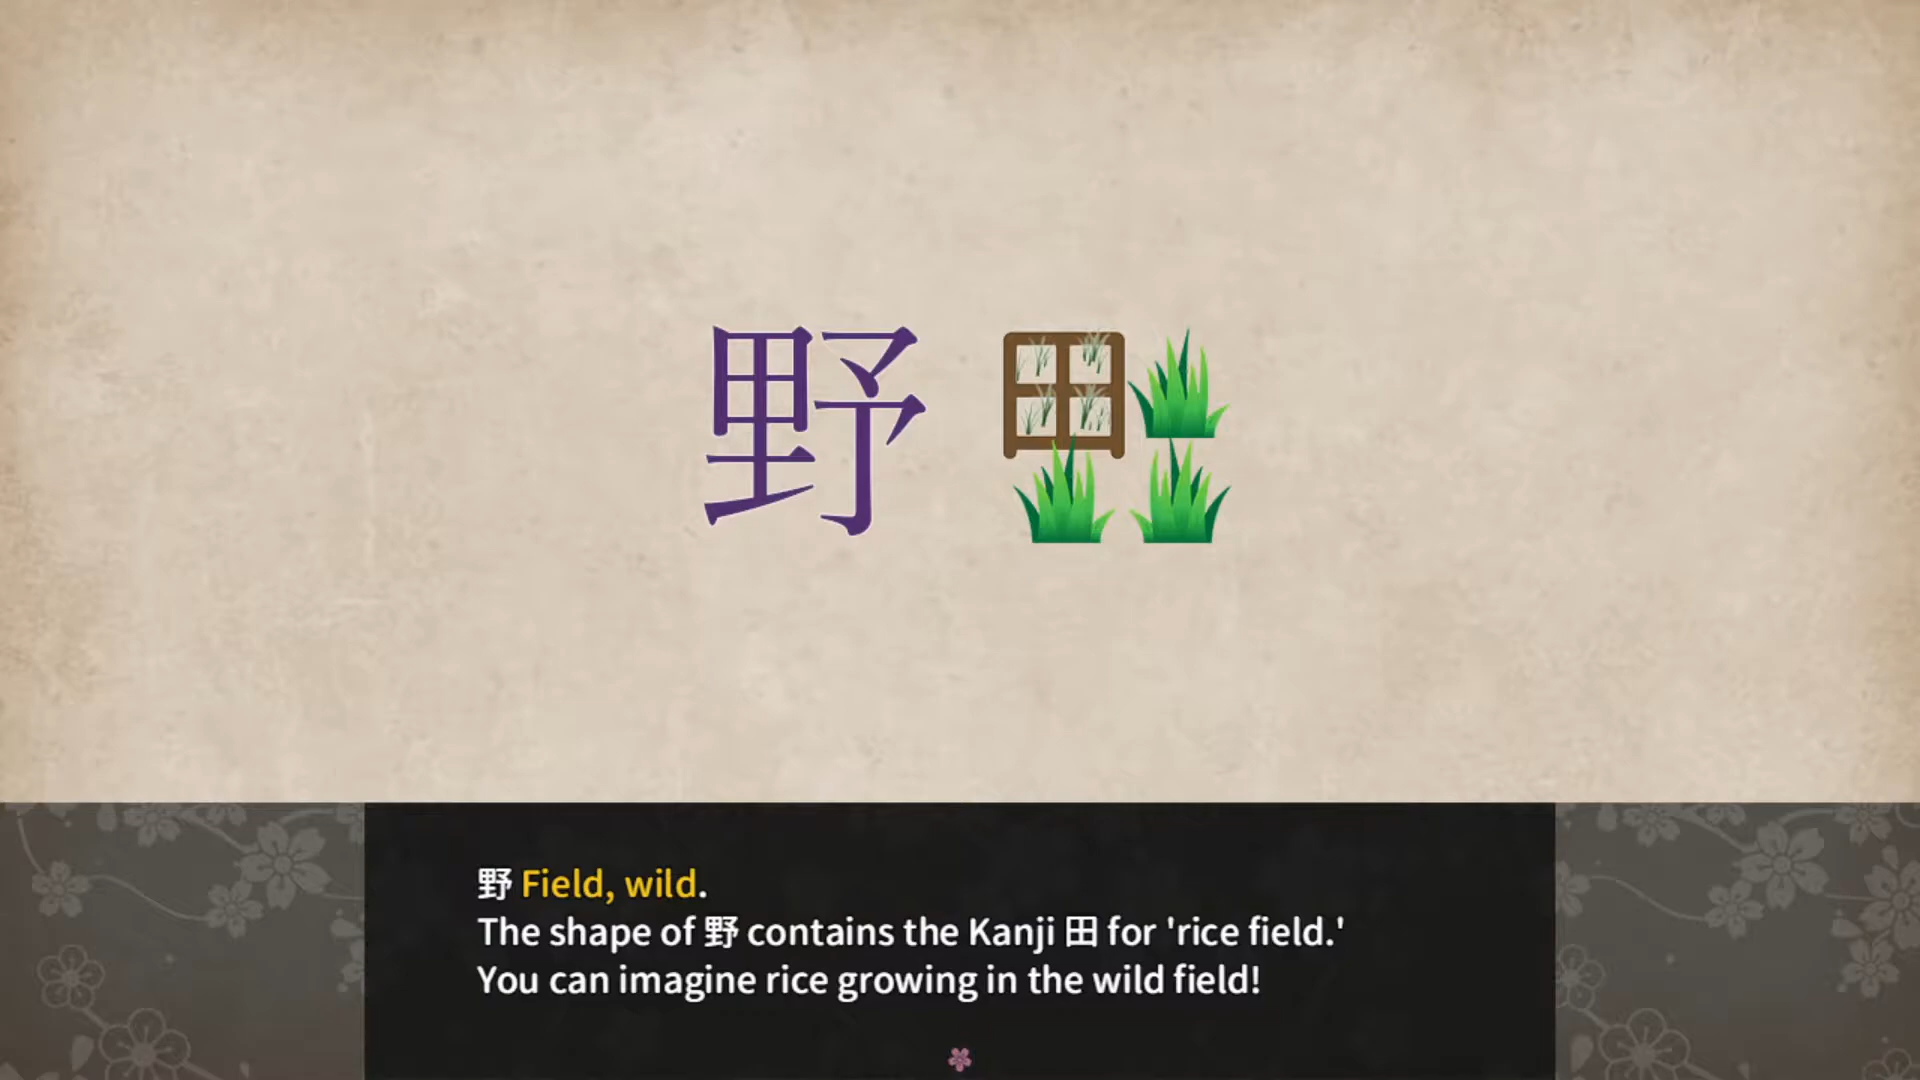 野
野 Field, wild.
The shape of 野 contains the Kanji 田 for 'rice field.'
You can imagine rice growing in the wild field!